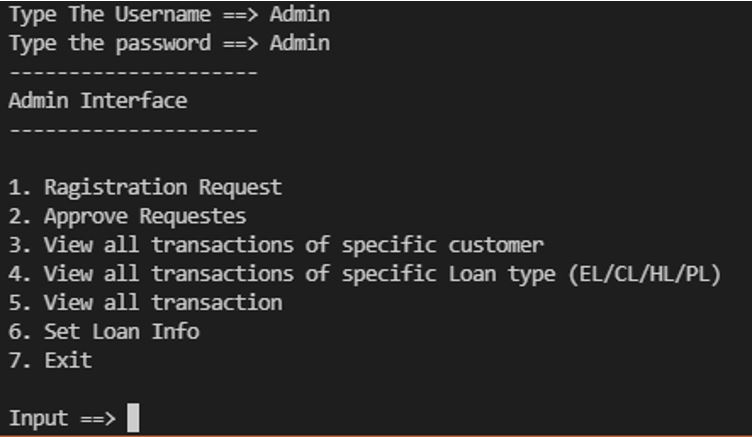 Type The Username ==> Admin
Type the password ==> Admin
---------------------
Admin Interface
---------------------
1. Ragistration Request
2. Approve Requestes
3. View all transactions of specific customer
4. View all transactions of specific Loan type (EL/CL/HL/PL)
5. View all transaction
6. Set Loan Info
7. Exit
Input ==>